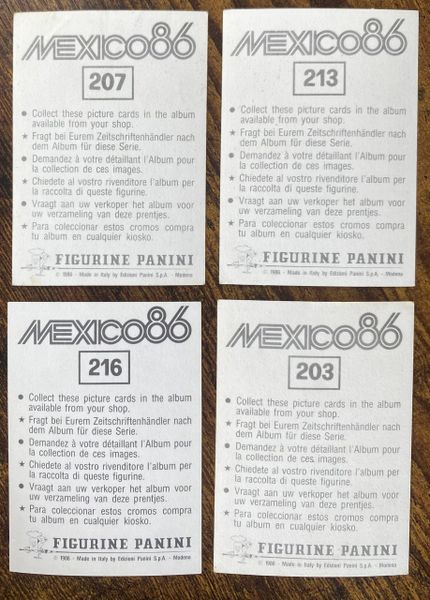 MEXICO86
207
● Collect these picture cards in the album
available from your shop.
★ Fragt bei Eurem Zeitschriftenhändler nach
dem Album für diese Serie.
● Demandez à votre détaillant l'Album pour
la collection de ces images.
★ Chiedete al vostro rivenditore l'album per
la raccolta di queste figurine.
● Vraagt aan uw verkoper het album voor
uw verzameling van deze prentjes.
★ Para coleccionar estos cromos compra
tu album en cualquier kiosko.
FIGURINE PANINI
© 1986 - Made in Italy by Edizioni Panini S.p.A. - Modena
MEXICO86
213
● Collect these picture cards in the album
available from your shop.
★ Fragt bei Eurem Zeitschriftenhändler nach
dem Album für diese Serie.
● Demandez à votre détaillant l'Album pour
la collection de ces images.
★ Chiedete al vostro rivenditore l'album per
la raccolta di queste figurine.
● Vraagt aan uw verkoper het album voor
uw verzameling van deze prentjes.
★ Para coleccionar estos cromos compra
tu album en cualquier kiosko.
FIGURINE PANINI
© 1986 - Made in Italy by Edizioni Panini S.p.A. - Modena
MEXICO86
216
● Collect these picture cards in the album
available from your shop.
★ Fragt bei Eurem Zeitschriftenhändler nach
dem Album für diese Serie.
● Demandez à votre détaillant l'Album pour
la collection de ces images.
★ Chiedete al vostro rivenditore l'album per
la raccolta di queste figurine.
● Vraagt aan uw verkoper het album voor
uw verzameling van deze prentjes.
★ Para coleccionar estos cromos compra
tu album en cualquier kiosko.
FIGURINE PANINI
© 1986 - Made in Italy by Edizioni Panini S.p.A. - Modena
MEXICO86
203
● Collect these picture cards in the album
available from your shop.
★ Fragt bei Eurem Zeitschriftenhändler nach
dem Album für diese Serie.
● Demandez à votre détaillant l'Album pour
la collection de ces images.
★ Chiedete al vostro rivenditore l'album per
la raccolta di queste figurine.
● Vraagt aan uw verkoper het album voor
uw verzameling van deze prentjes.
★ Para coleccionar estos cromos compra
tu album en cualquier kiosko.
FIGURINE PANINI
© 1986 - Made in Italy by Edizioni Panini S.p.A. - Modena